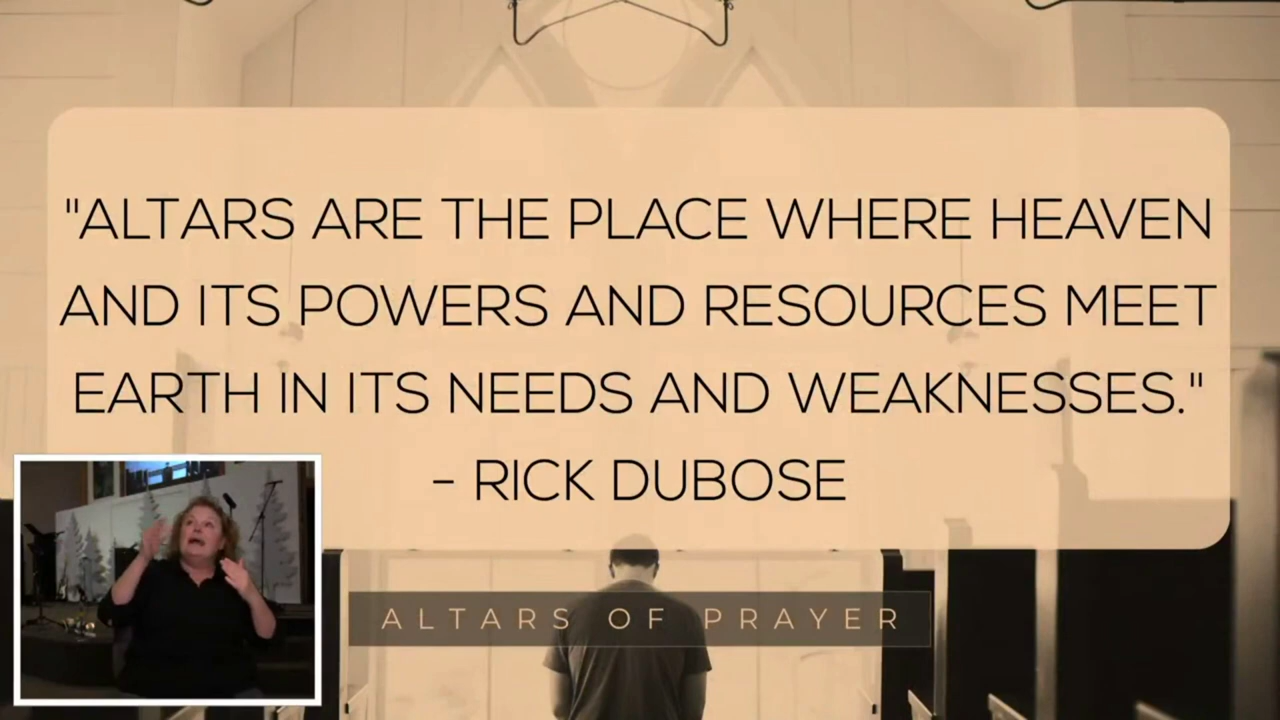 "ALTARS ARE THE PLACE WHERE HEAVEN
AND ITS POWERS AND RESOURCES MEET
EARTH IN ITS NEEDS AND WEAKNESSES."
- RICK DUBOSE
ALTARS OF PRAYER